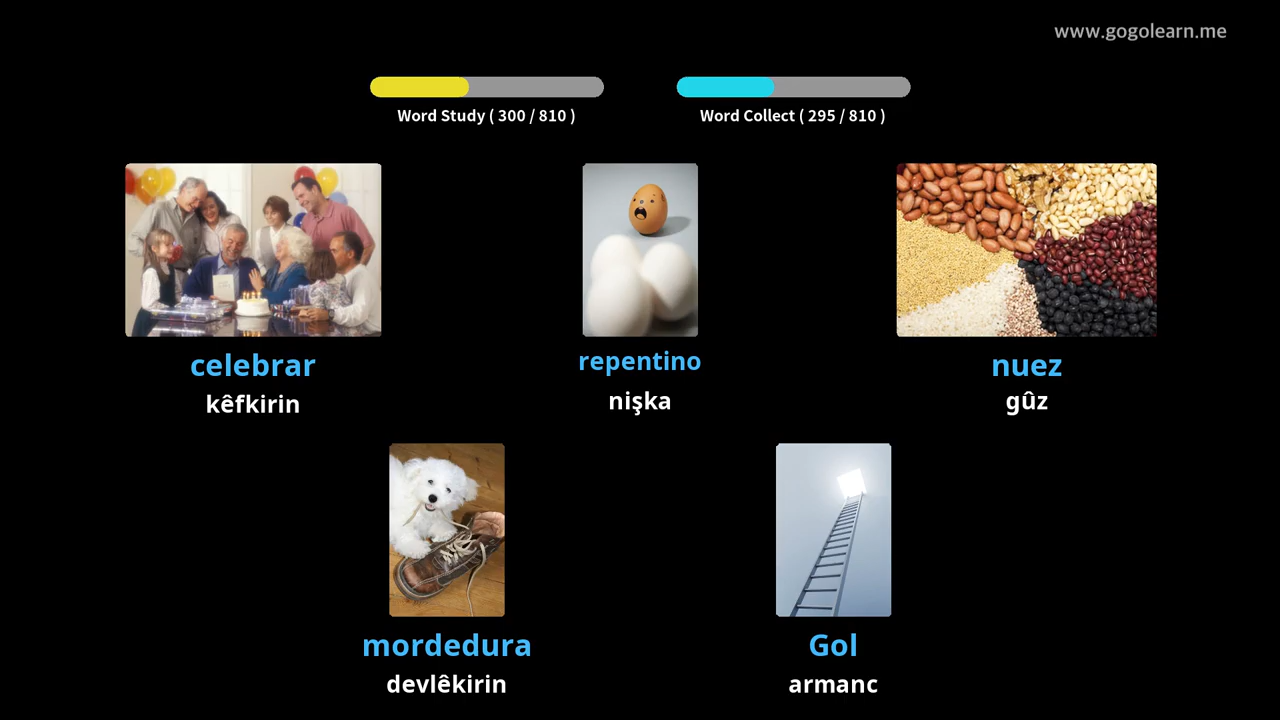 www.gogolearn.me
Word Study ( 300 / 810 )
Word Collect ( 295 / 810 )
celebrar
kêfkirin
repentino
nişka
nuez
gûz
mordedura
devlêkirin
Gol
armanc